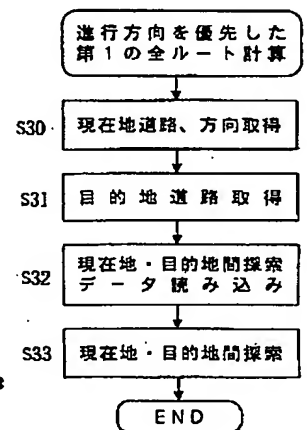 進行方向を優先した
第1の全ルート計算
S30
現在地道路、方向取得
S31
目的地道路取得
S32
現在地・目的地間探索
データ読み込み
S33
現在地・目的地間探索
END